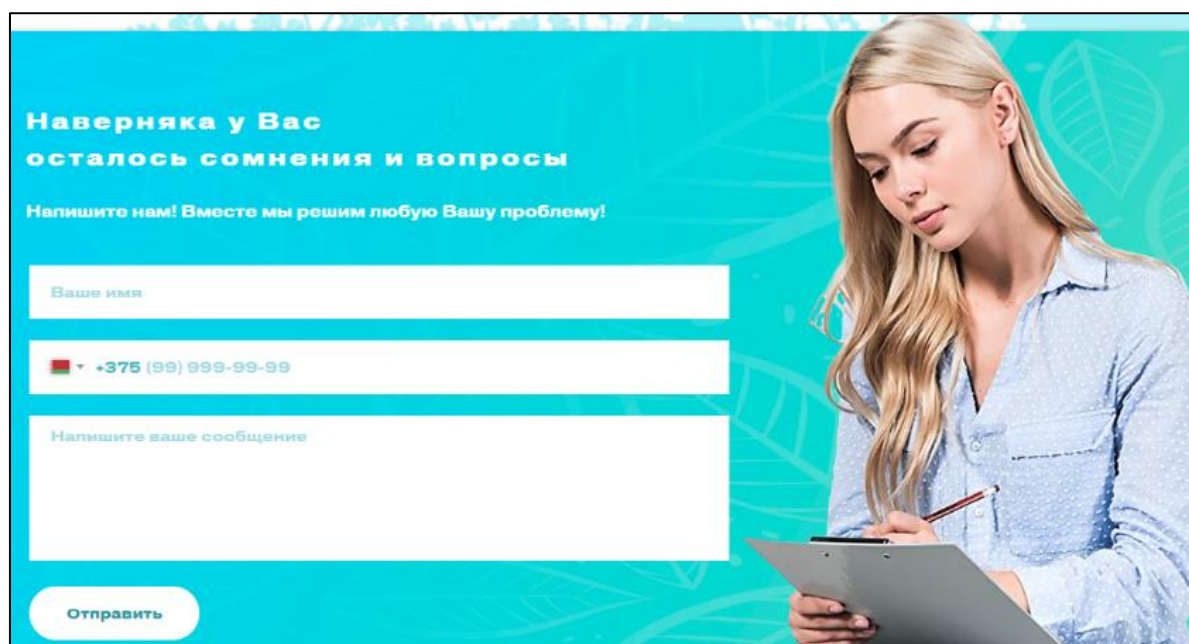 Наверняка у Вас
осталось сомнения и вопросы
Напишите нам! Вместе мы решим любую Вашу проблему!
Ваше имя
+375 (99) 999-99-99
Напишите ваше сообщение
Отправить